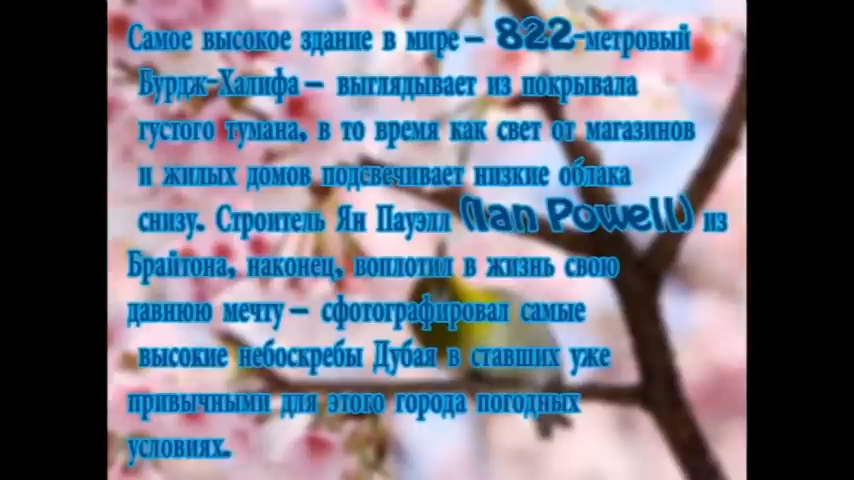 Самое высокое здание в мире – 822-метровый
Бурдж-Халифа – выглядывает из покрывала
густого тумана, в то время как свет от магазинов
и жилых домов подсвечивает низкие облака
снизу. Строитель Ян Пауэлл (Ian Powell) из
Брайтона, наконец, воплотил в жизнь свою
давнюю мечту – сфотографировал самые
высокие небоскребы Дубая в ставших уже
привычными для этого города погодных
условиях.